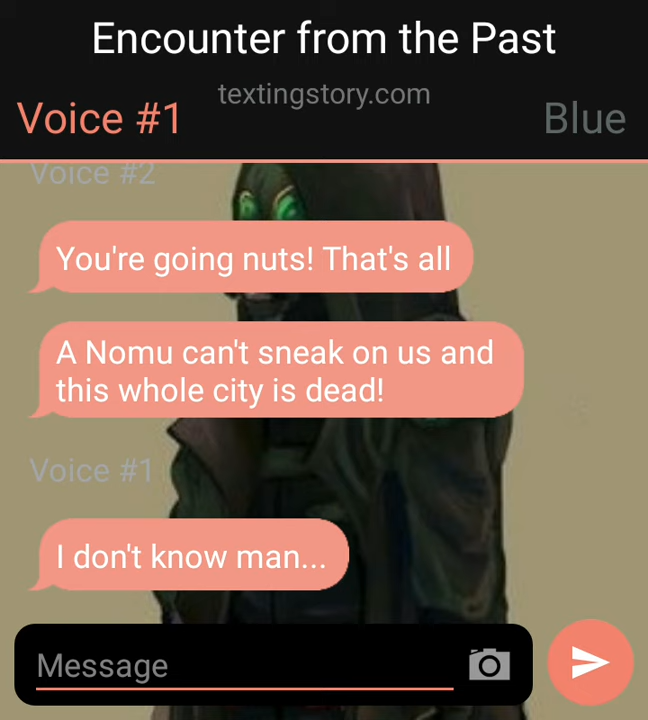 Encounter from the Past
textingstory.com
Voice #1
Blue
Voice #2
You're going nuts! That's all
A Nomu can't sneak on us and
this whole city is dead!
Voice #1
I don't know man...
Message